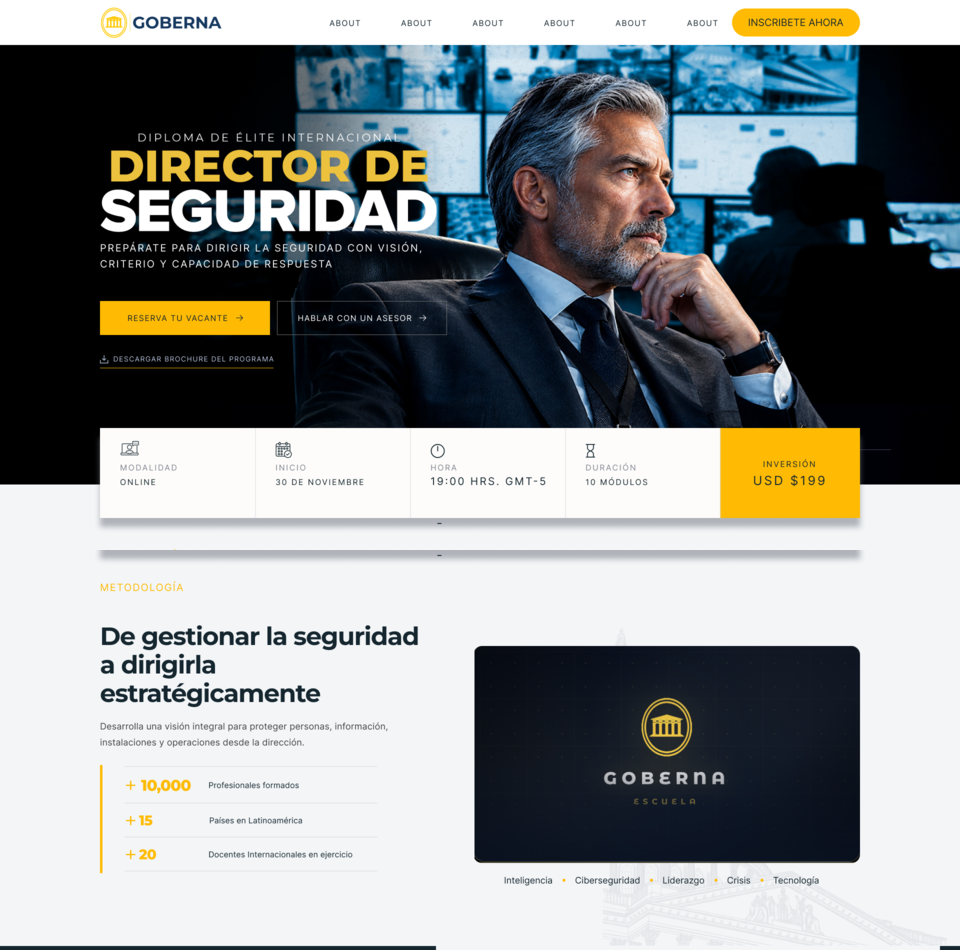 GOBERNA
ABOUT ABOUT ABOUT ABOUT ABOUT ABOUT
INSCRIBETE AHORA
DIPLOMA DE ÉLITE INTERNACIONAL
DIRECTOR DE
SEGURIDAD
PREPÁRATE PARA DIRIGIR LA SEGURIDAD CON VISIÓN,
CRITERIO Y CAPACIDAD DE RESPUESTA
RESERVA TU VACANTE →
HABLAR CON UN ASESOR →
DESCARGAR BROCHURE DEL PROGRAMA
MODALIDAD
ONLINE
INICIO
30 DE NOVIEMBRE
HORA
19:00 HRS. GMT-5
DURACIÓN
10 MÓDULOS
INVERSIÓN
USD $199
METODOLOGÍA
De gestionar la seguridad
a dirigirla
estratégicamente
Desarrolla una visión integral para proteger personas, información,
instalaciones y operaciones desde la dirección.
+ 10,000 Profesionales formados
+ 15 Países en Latinoamérica
+ 20 Docentes Internacionales en ejercicio
GOBERNA
ESCUELA
Inteligencia • Ciberseguridad • Liderazgo • Crisis • Tecnología